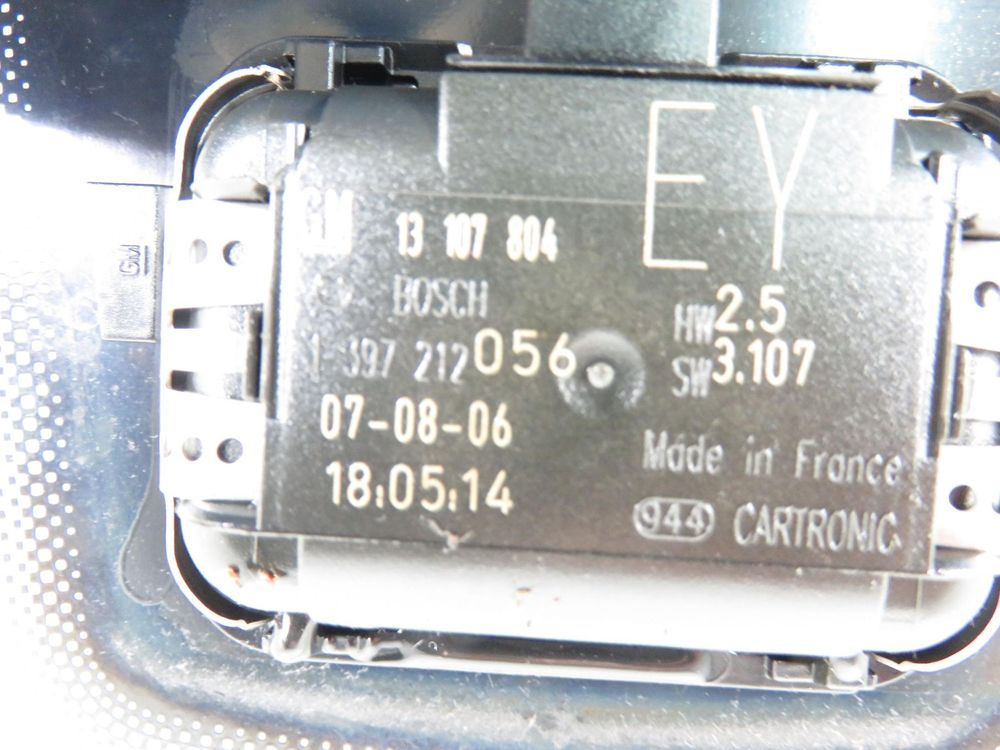 EY
GM 13 107 804
GM
BOSCH
HW 2.5
1 397 212 056
SW 3.107
07-08-06
Made in France
18:05:14
944 CARTRONIC